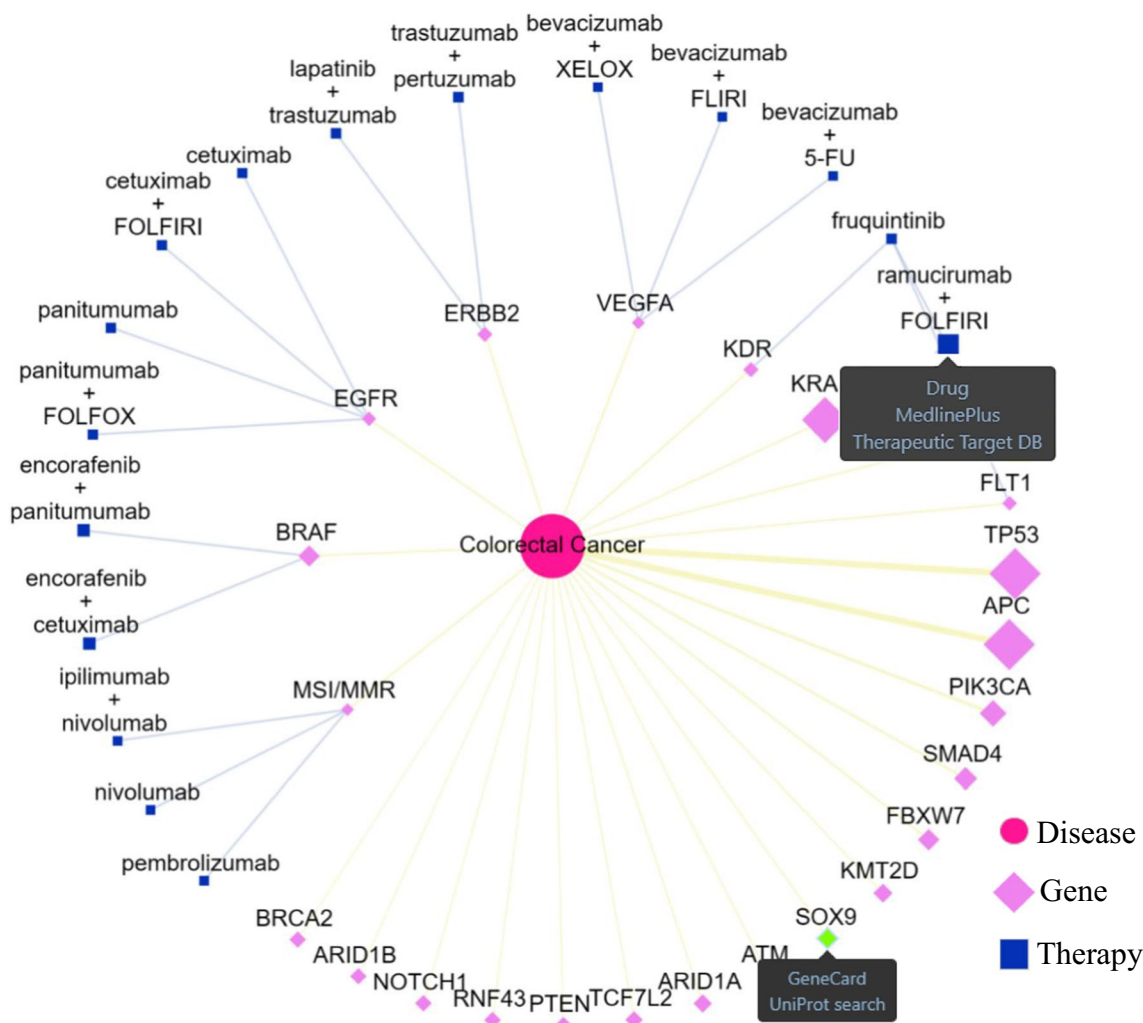 bevacizumab
+
XELOX
trastuzumab
+
pertuzumab
bevacizumab
+
FLIRI
lapatinib
+
trastuzumab
bevacizumab
+
5-FU
cetuximab
cetuximab
+
FOLFIRI
fruquintinib
ramucirumab
+
FOLFIRI
panitumumab
ERBB2
VEGFA
KDR
panitumumab
+
FOLFOX
EGFR
KRA
Drug
MedlinePlus
Therapeutic Target DB
encorafenib
+
panitumumab
BRAF
Colorectal Cancer
FLT1
TP53
encorafenib
+
cetuximab
APC
ipilimumab
+
nivolumab
MSI/MMR
PIK3CA
SMAD4
nivolumab
FBXW7
pembrolizumab
KMT2D
BRCA2
ARID1B
NOTCH1
RNF43
PTEN
TCF7L2
ARID1A
ATM
SOX9
GeneCard
UniProt search
Disease
Gene
Therapy